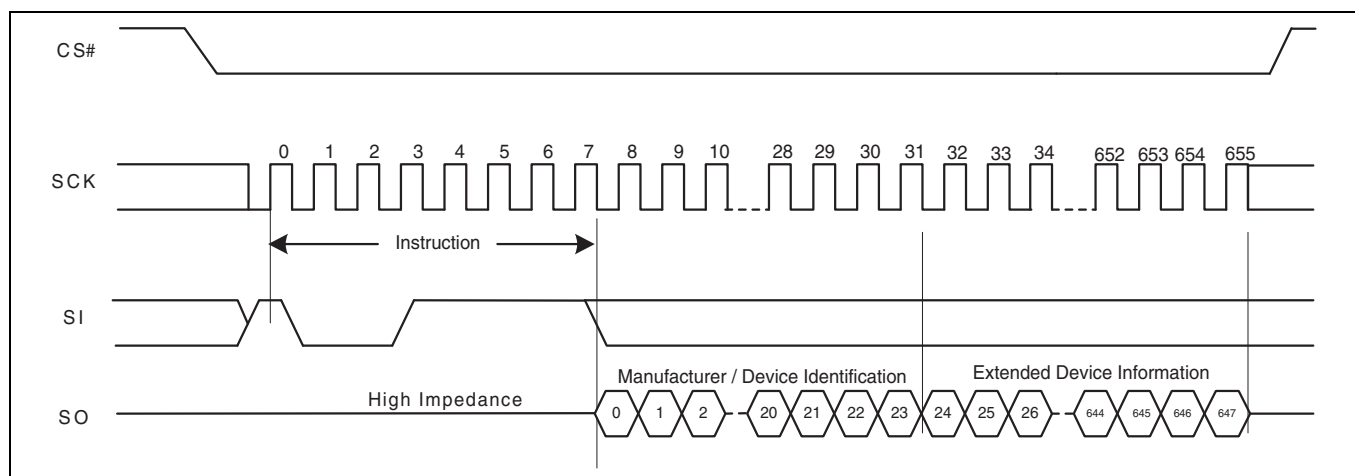 CS#
0 1 2 3 4 5 6 7 8 9 10 28 29 30 31 32 33 34 652 653 654 655
SCK
Instruction
SI
Manufacturer / Device Identification Extended Device Information
High Impedance
SO 0 1 2 20 21 22 23 24 25 26 644 645 646 647